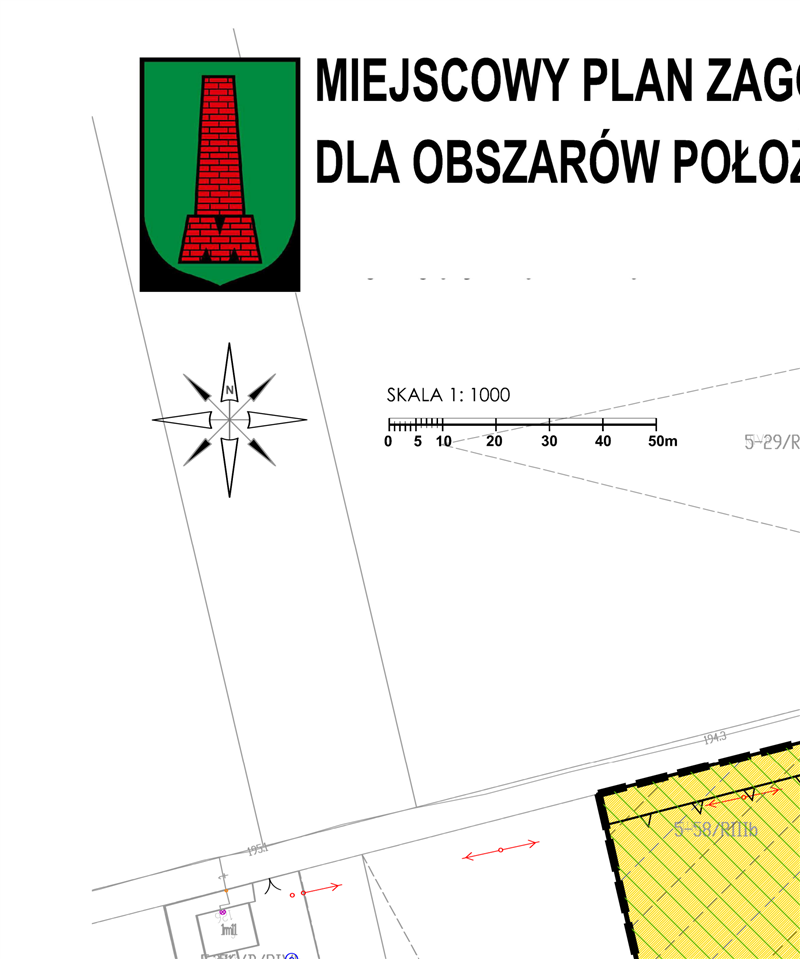 MIEJSCOWY PLAN ZAGO
DLA OBSZARÓW POŁOZ
N
SKALA 1: 1000
0 5 10 20 30 40 50m
5-29/R
194.3
5-58/RIIIb
195.1